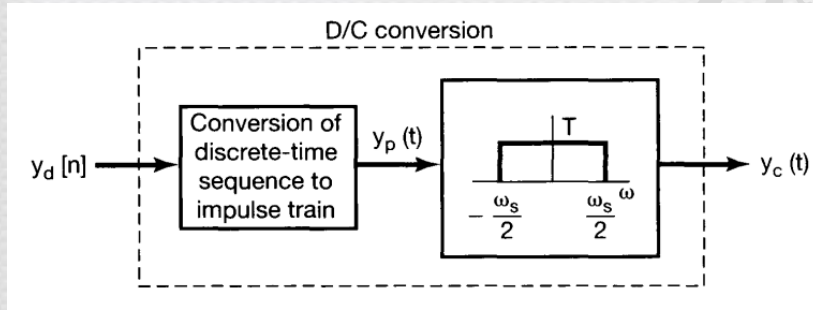 D/C conversion
y_d [n]
Conversion of
discrete-time
sequence to
impulse train
y_p (t)
T
- ω_s/2
ω_s/2
ω
y_c (t)